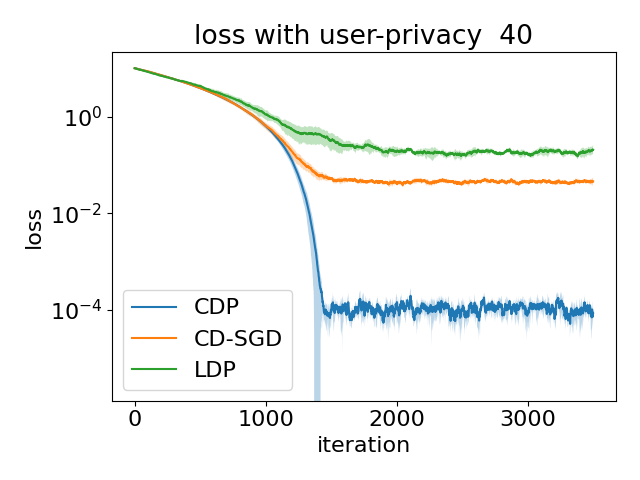 loss with user-privacy  40
10^0
10^-2
10^-4
loss
CDP
CD-SGD
LDP
0 1000 2000 3000
iteration